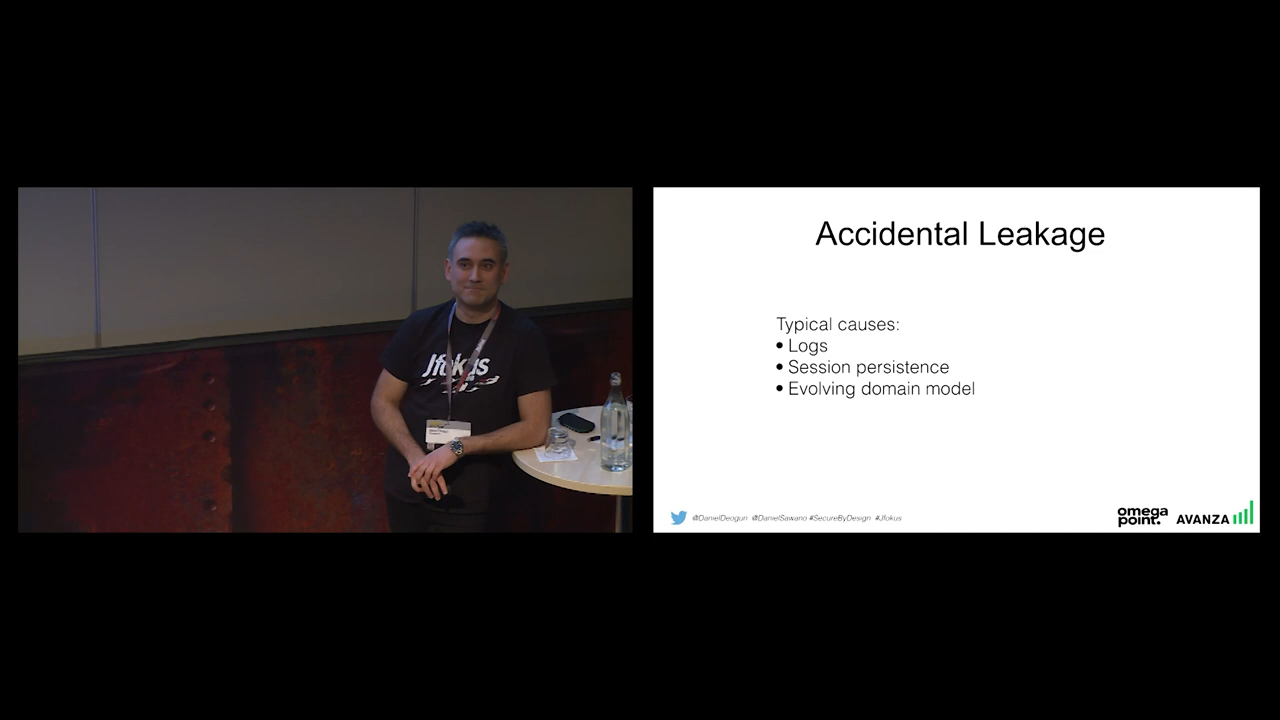 Jfokus
Accidental Leakage
Typical causes:
• Logs
• Session persistence
• Evolving domain model
@DanielDeogun @DanielSawano #SecureByDesign #Jfokus
omega
point.
AVANZA